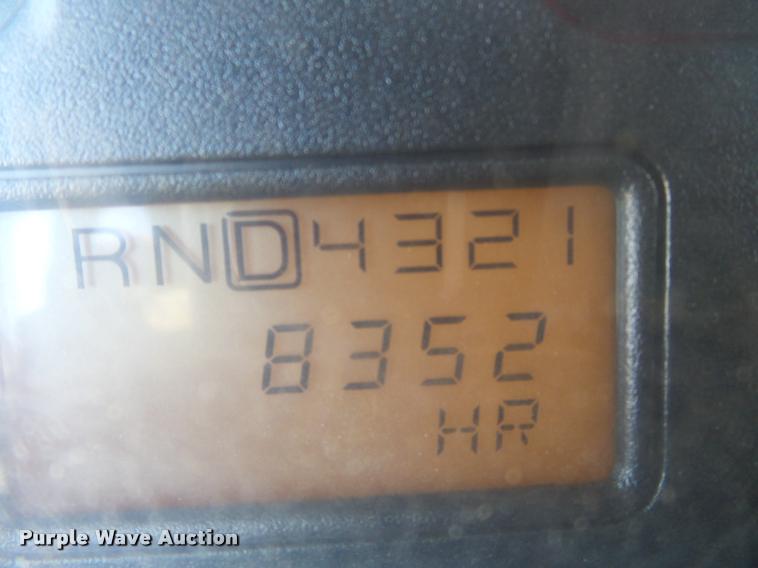 RND4321
8352
HR
Purple Wave Auction